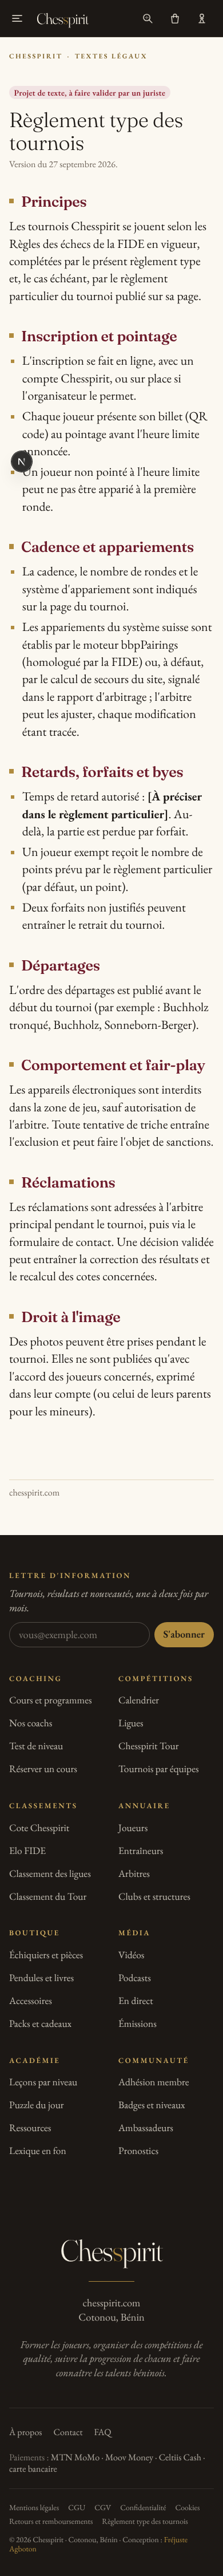 Chesspirit
CHESSPIRIT · TEXTES LÉGAUX
Projet de texte, à faire valider par un juriste
Règlement type des
tournois
Version du 27 septembre 2026.
Principes
Les tournois Chesspirit se jouent selon les
Règles des échecs de la FIDE en vigueur,
complétées par le présent règlement type
et, le cas échéant, par le règlement
particulier du tournoi publié sur sa page.
Inscription et pointage
L'inscription se fait en ligne, avec un
compte Chesspirit, ou sur place si
l'organisateur le permet.
Chaque joueur présente son billet (QR
code) au pointage avant l'heure limite
annoncée.
N
Un joueur non pointé à l'heure limite
peut ne pas être apparié à la première
ronde.
Cadence et appariements
La cadence, le nombre de rondes et le
système d'appariement sont indiqués
sur la page du tournoi.
Les appariements du système suisse sont
établis par le moteur bbpPairings
(homologué par la FIDE) ou, à défaut,
par le calcul de secours du site, signalé
dans le rapport d'arbitrage ; l'arbitre
peut les ajuster, chaque modification
étant tracée.
Retards, forfaits et byes
Temps de retard autorisé : [À préciser
dans le règlement particulier]. Au-
delà, la partie est perdue par forfait.
Un joueur exempt reçoit le nombre de
points prévu par le règlement particulier
(par défaut, un point).
Deux forfaits non justifiés peuvent
entraîner le retrait du tournoi.
Départages
L'ordre des départages est publié avant le
début du tournoi (par exemple : Buchholz
tronqué, Buchholz, Sonneborn-Berger).
Comportement et fair-play
Les appareils électroniques sont interdits
dans la zone de jeu, sauf autorisation de
l'arbitre. Toute tentative de triche entraîne
l'exclusion et peut faire l'objet de sanctions.
Réclamations
Les réclamations sont adressées à l'arbitre
principal pendant le tournoi, puis via le
formulaire de contact. Une décision validée
peut entraîner la correction des résultats et
le recalcul des cotes concernées.
Droit à l'image
Des photos peuvent être prises pendant le
tournoi. Elles ne sont publiées qu'avec
l'accord des joueurs concernés, exprimé
dans leur compte (ou celui de leurs parents
pour les mineurs).
chesspirit.com
LETTRE D'INFORMATION
Tournois, résultats et nouveautés, une à deux fois par
mois.
vous@exemple.com
S'abonner
COACHING
Cours et programmes
Nos coachs
Test de niveau
Réserver un cours
COMPÉTITIONS
Calendrier
Ligues
Chesspirit Tour
Tournois par équipes
CLASSEMENTS
Cote Chesspirit
Elo FIDE
Classement des ligues
Classement du Tour
ANNUAIRE
Joueurs
Entraîneurs
Arbitres
Clubs et structures
BOUTIQUE
Échiquiers et pièces
Pendules et livres
Accessoires
Packs et cadeaux
MÉDIA
Vidéos
Podcasts
En direct
Émissions
ACADÉMIE
Leçons par niveau
Puzzle du jour
Ressources
Lexique en fon
COMMUNAUTÉ
Adhésion membre
Badges et niveaux
Ambassadeurs
Pronostics
Chesspirit
chesspirit.com
Cotonou, Bénin
Former les joueurs, organiser des compétitions de
qualité, suivre la progression de chacun et faire
connaître les talents béninois.
À propos Contact FAQ
Paiements : MTN MoMo · Moov Money · Celtiis Cash ·
carte bancaire
Mentions légales CGU CGV Confidentialité Cookies
Retours et remboursements Règlement type des tournois
© 2026 Chesspirit · Cotonou, Bénin · Conception : Fréjuste
Agboton